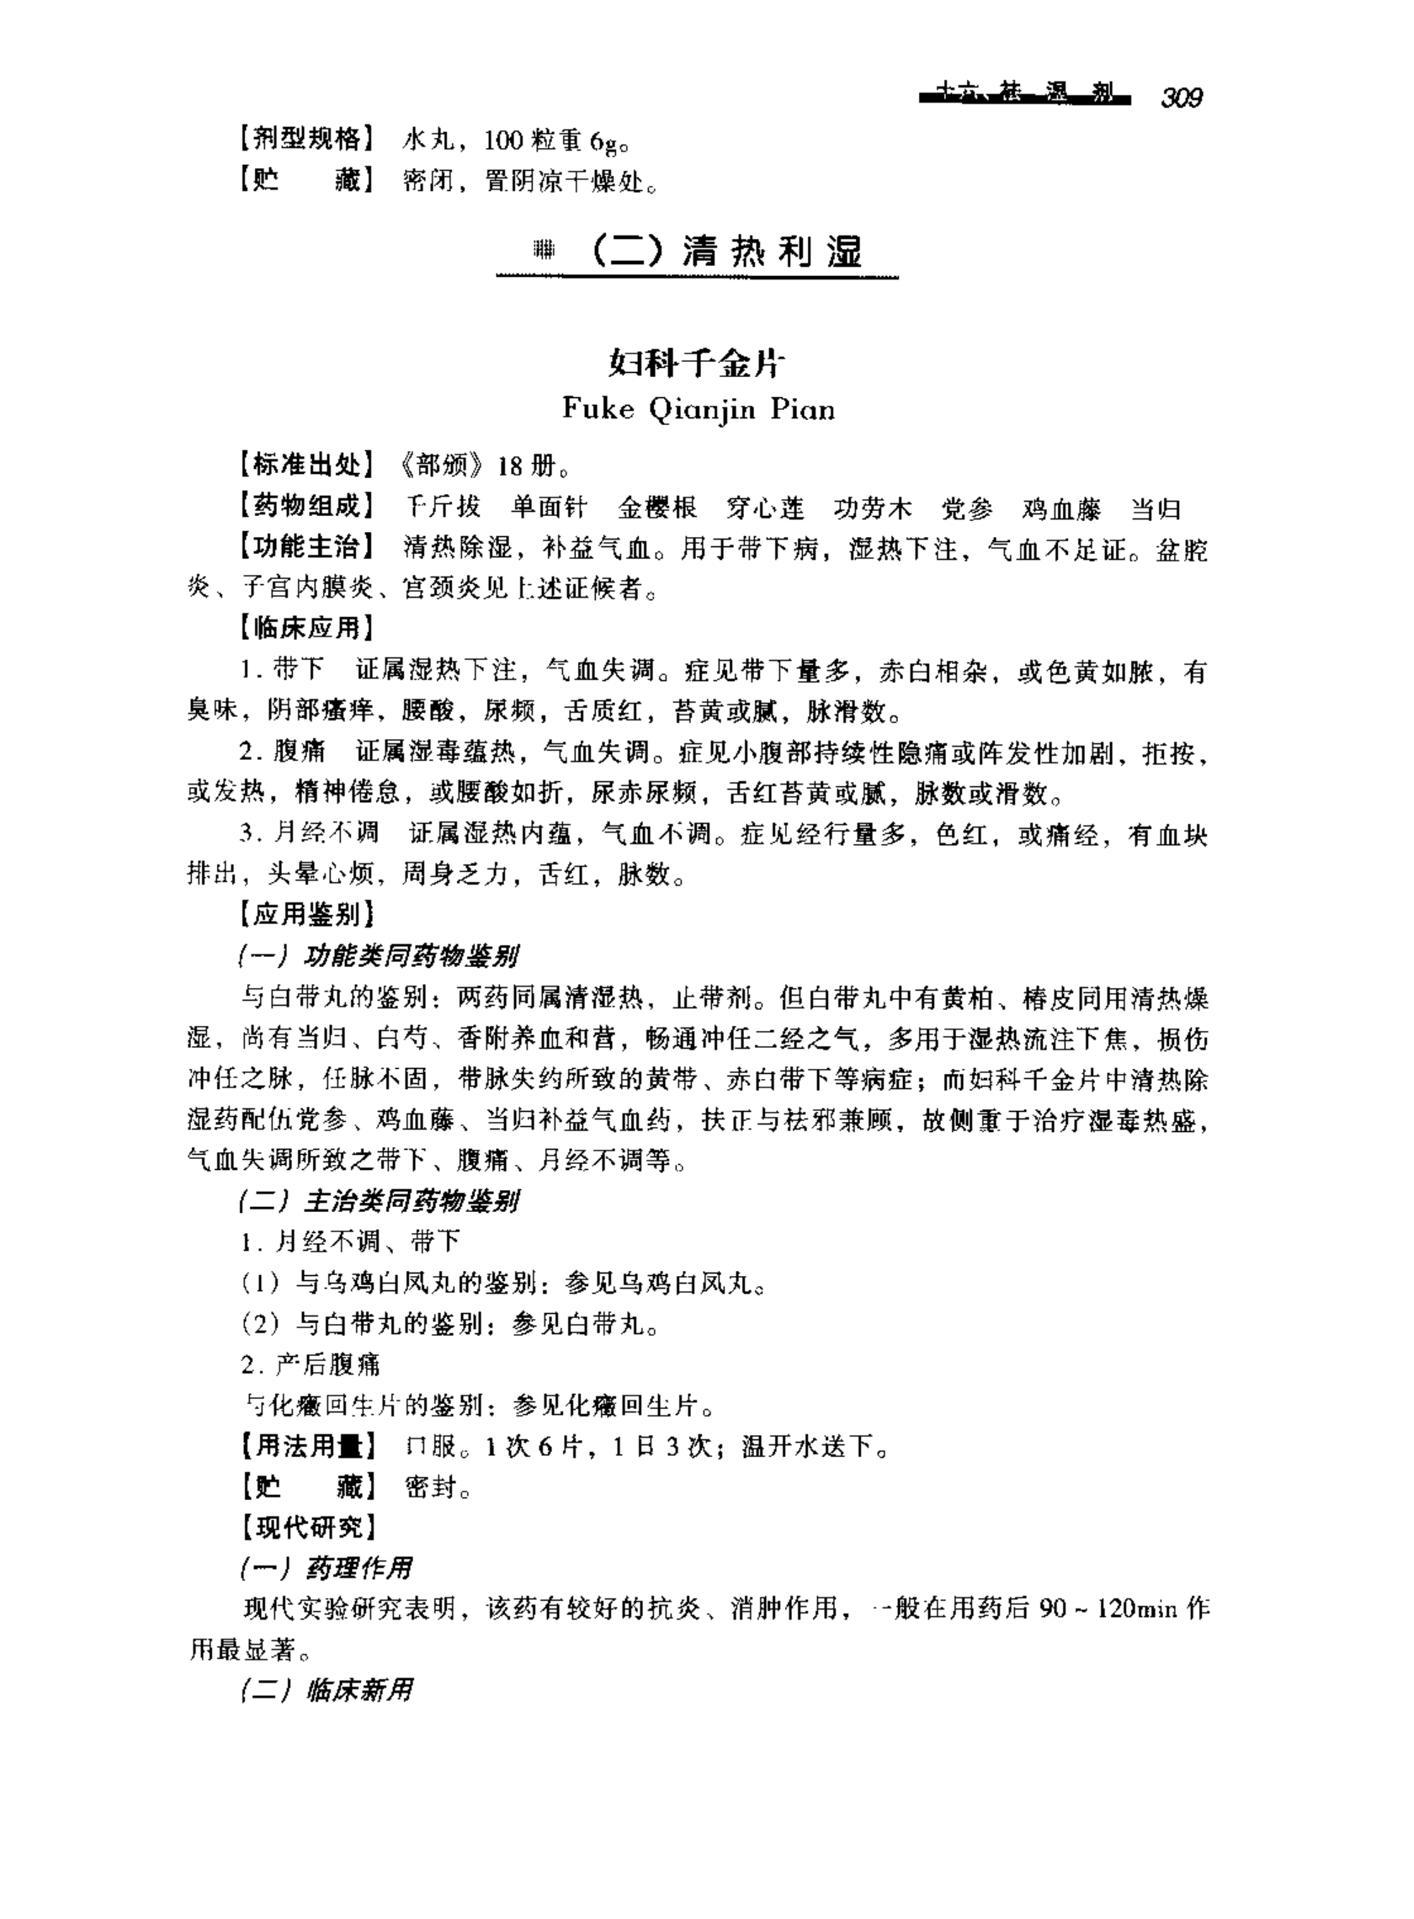 十六、祛湿剂 309
【剂型规格】 水丸，100粒重6g。
【贮　　藏】 密闭，置阴凉干燥处。
（二）清热利湿
妇科千金片
Fuke Qianjin Pian
【标准出处】《部颁》18册。
【药物组成】 千斤拔　单面针　金樱根　穿心莲　功劳木　党参　鸡血藤　当归
【功能主治】 清热除湿，补益气血。用于带下病，湿热下注，气血不足证。盆腔
炎、子宫内膜炎、宫颈炎见上述证候者。
【临床应用】
1. 带下　证属湿热下注，气血失调。症见带下量多，赤白相杂，或色黄如脓，有
臭味，阴部瘙痒，腰酸，尿频，舌质红，苔黄或腻，脉滑数。
2. 腹痛　证属湿毒蕴热，气血失调。症见小腹部持续性隐痛或阵发性加剧，拒按，
或发热，精神倦怠，或腰酸如折，尿赤尿频，舌红苔黄或腻，脉数或滑数。
3. 月经不调　证属湿热内蕴，气血不调。症见经行量多，色红，或痛经，有血块
排出，头晕心烦，周身乏力，舌红，脉数。
【应用鉴别】
（一）功能类同药物鉴别
与白带丸的鉴别：两药同属清湿热，止带剂。但白带丸中有黄柏、椿皮同用清热燥
湿，尚有当归、白芍、香附养血和营，畅通冲任二经之气，多用于湿热流注下焦，损伤
冲任之脉，任脉不固，带脉失约所致的黄带、赤白带下等病症；而妇科千金片中清热除
湿药配伍党参、鸡血藤、当归补益气血药，扶正与祛邪兼顾，故侧重于治疗湿毒热盛，
气血失调所致之带下、腹痛、月经不调等。
（二）主治类同药物鉴别
1. 月经不调、带下
（1）与乌鸡白凤丸的鉴别：参见乌鸡白凤丸。
（2）与白带丸的鉴别：参见白带丸。
2. 产后腹痛
与化癥回生片的鉴别：参见化癥回生片。
【用法用量】 口服。1次6片，1日3次；温开水送下。
【贮　　藏】 密封。
【现代研究】
（一）药理作用
现代实验研究表明，该药有较好的抗炎、消肿作用，一般在用药后90~120min作
用最显著。
（二）临床新用